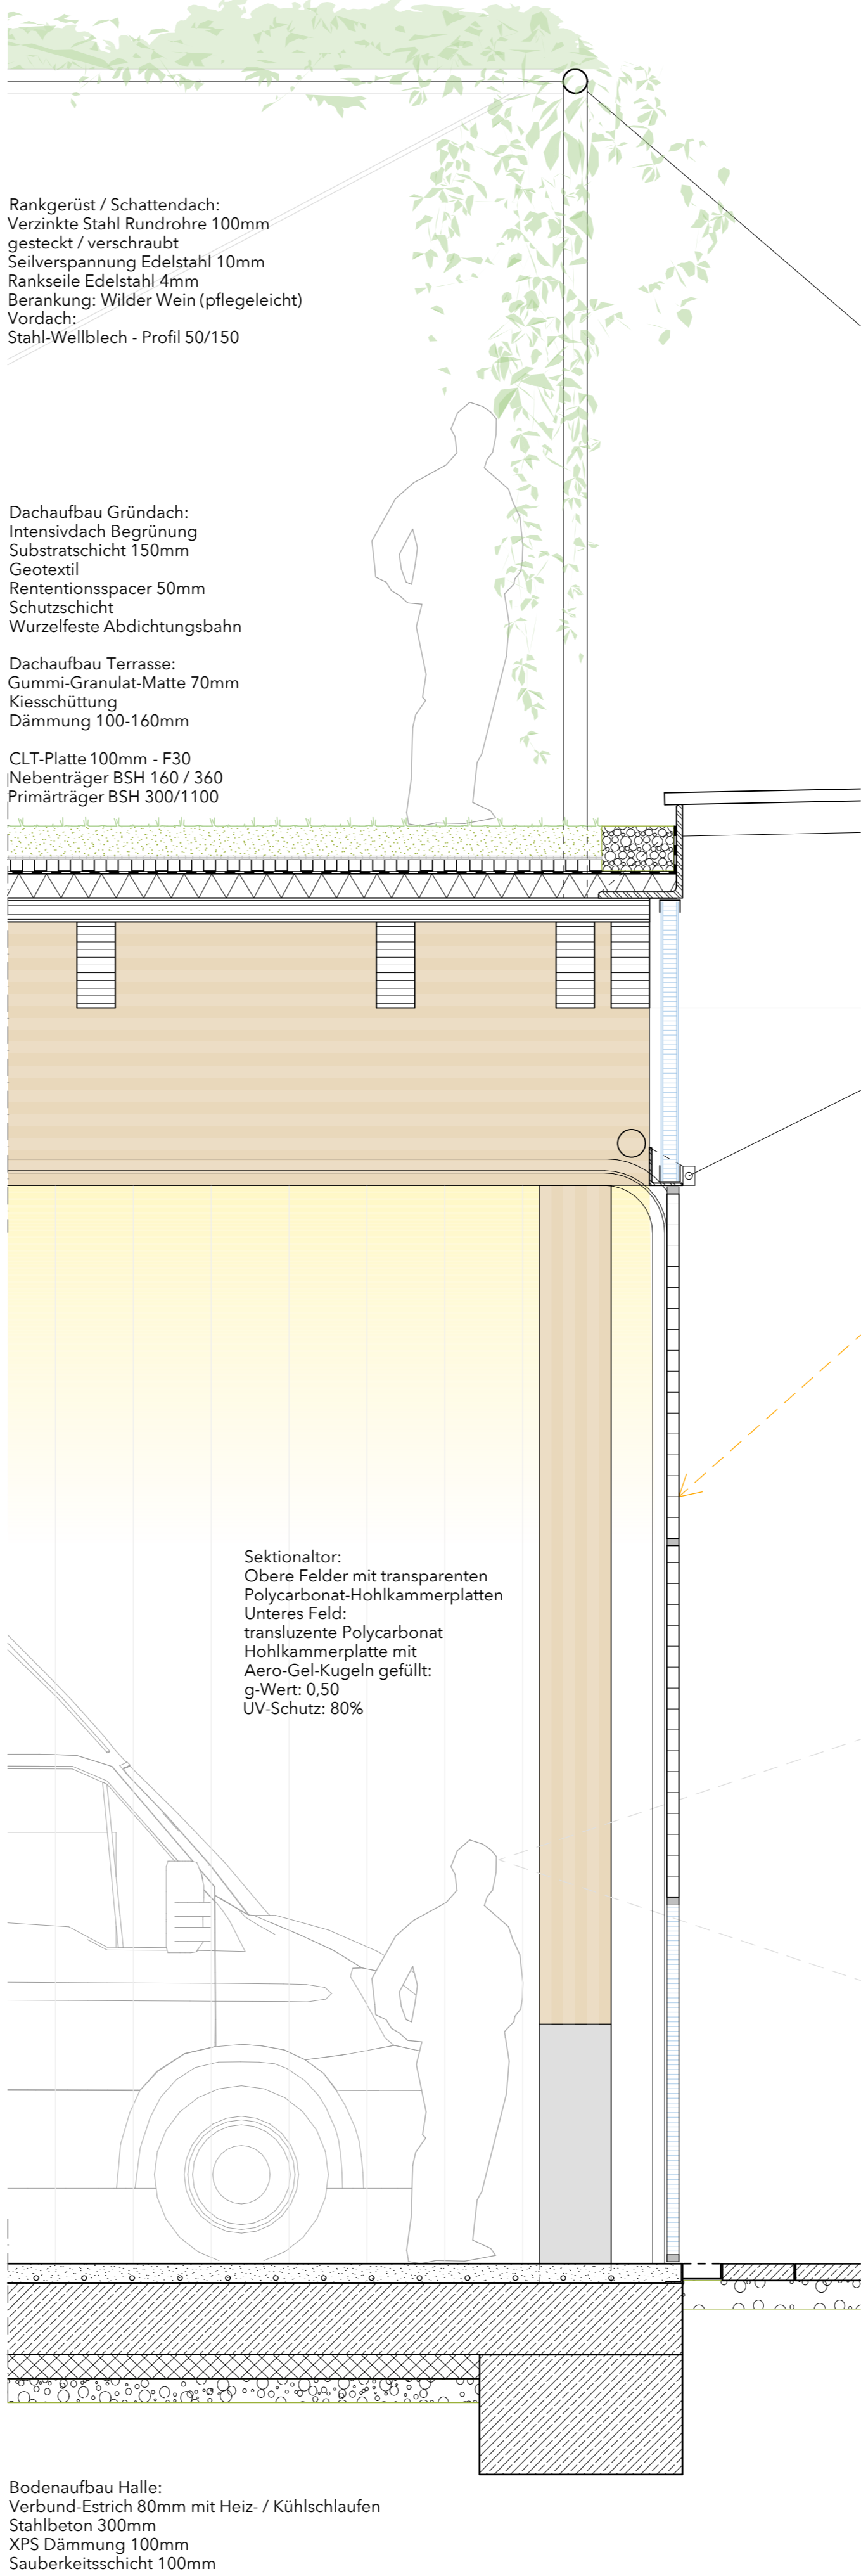 Rankgerüst / Schattendach:
Verzinkte Stahl Rundrohre 100mm
gesteckt / verschraubt
Seilverspannung Edelstahl 10mm
Rankseile Edelstahl 4mm
Berankung: Wilder Wein (pflegeleicht)
Vordach:
Stahl-Wellblech - Profil 50/150
Dachaufbau Gründach:
Intensivdach Begrünung
Substratschicht 150mm
Geotextil
Rententionsspacer 50mm
Schutzschicht
Wurzelfeste Abdichtungsbahn
Dachaufbau Terrasse:
Gummi-Granulat-Matte 70mm
Kiesschüttung
Dämmung 100-160mm
CLT-Platte 100mm - F30
Nebenträger BSH 160 / 360
Primärträger BSH 300/1100
Sektionaltor:
Obere Felder mit transparenten
Polycarbonat-Hohlkammerplatten
Unteres Feld:
transluzente Polycarbonat
Hohlkammerplatte mit
Aero-Gel-Kugeln gefüllt:
g-Wert: 0,50
UV-Schutz: 80%
Bodenaufbau Halle:
Verbund-Estrich 80mm mit Heiz- / Kühlschlaufen
Stahlbeton 300mm
XPS Dämmung 100mm
Sauberkeitsschicht 100mm